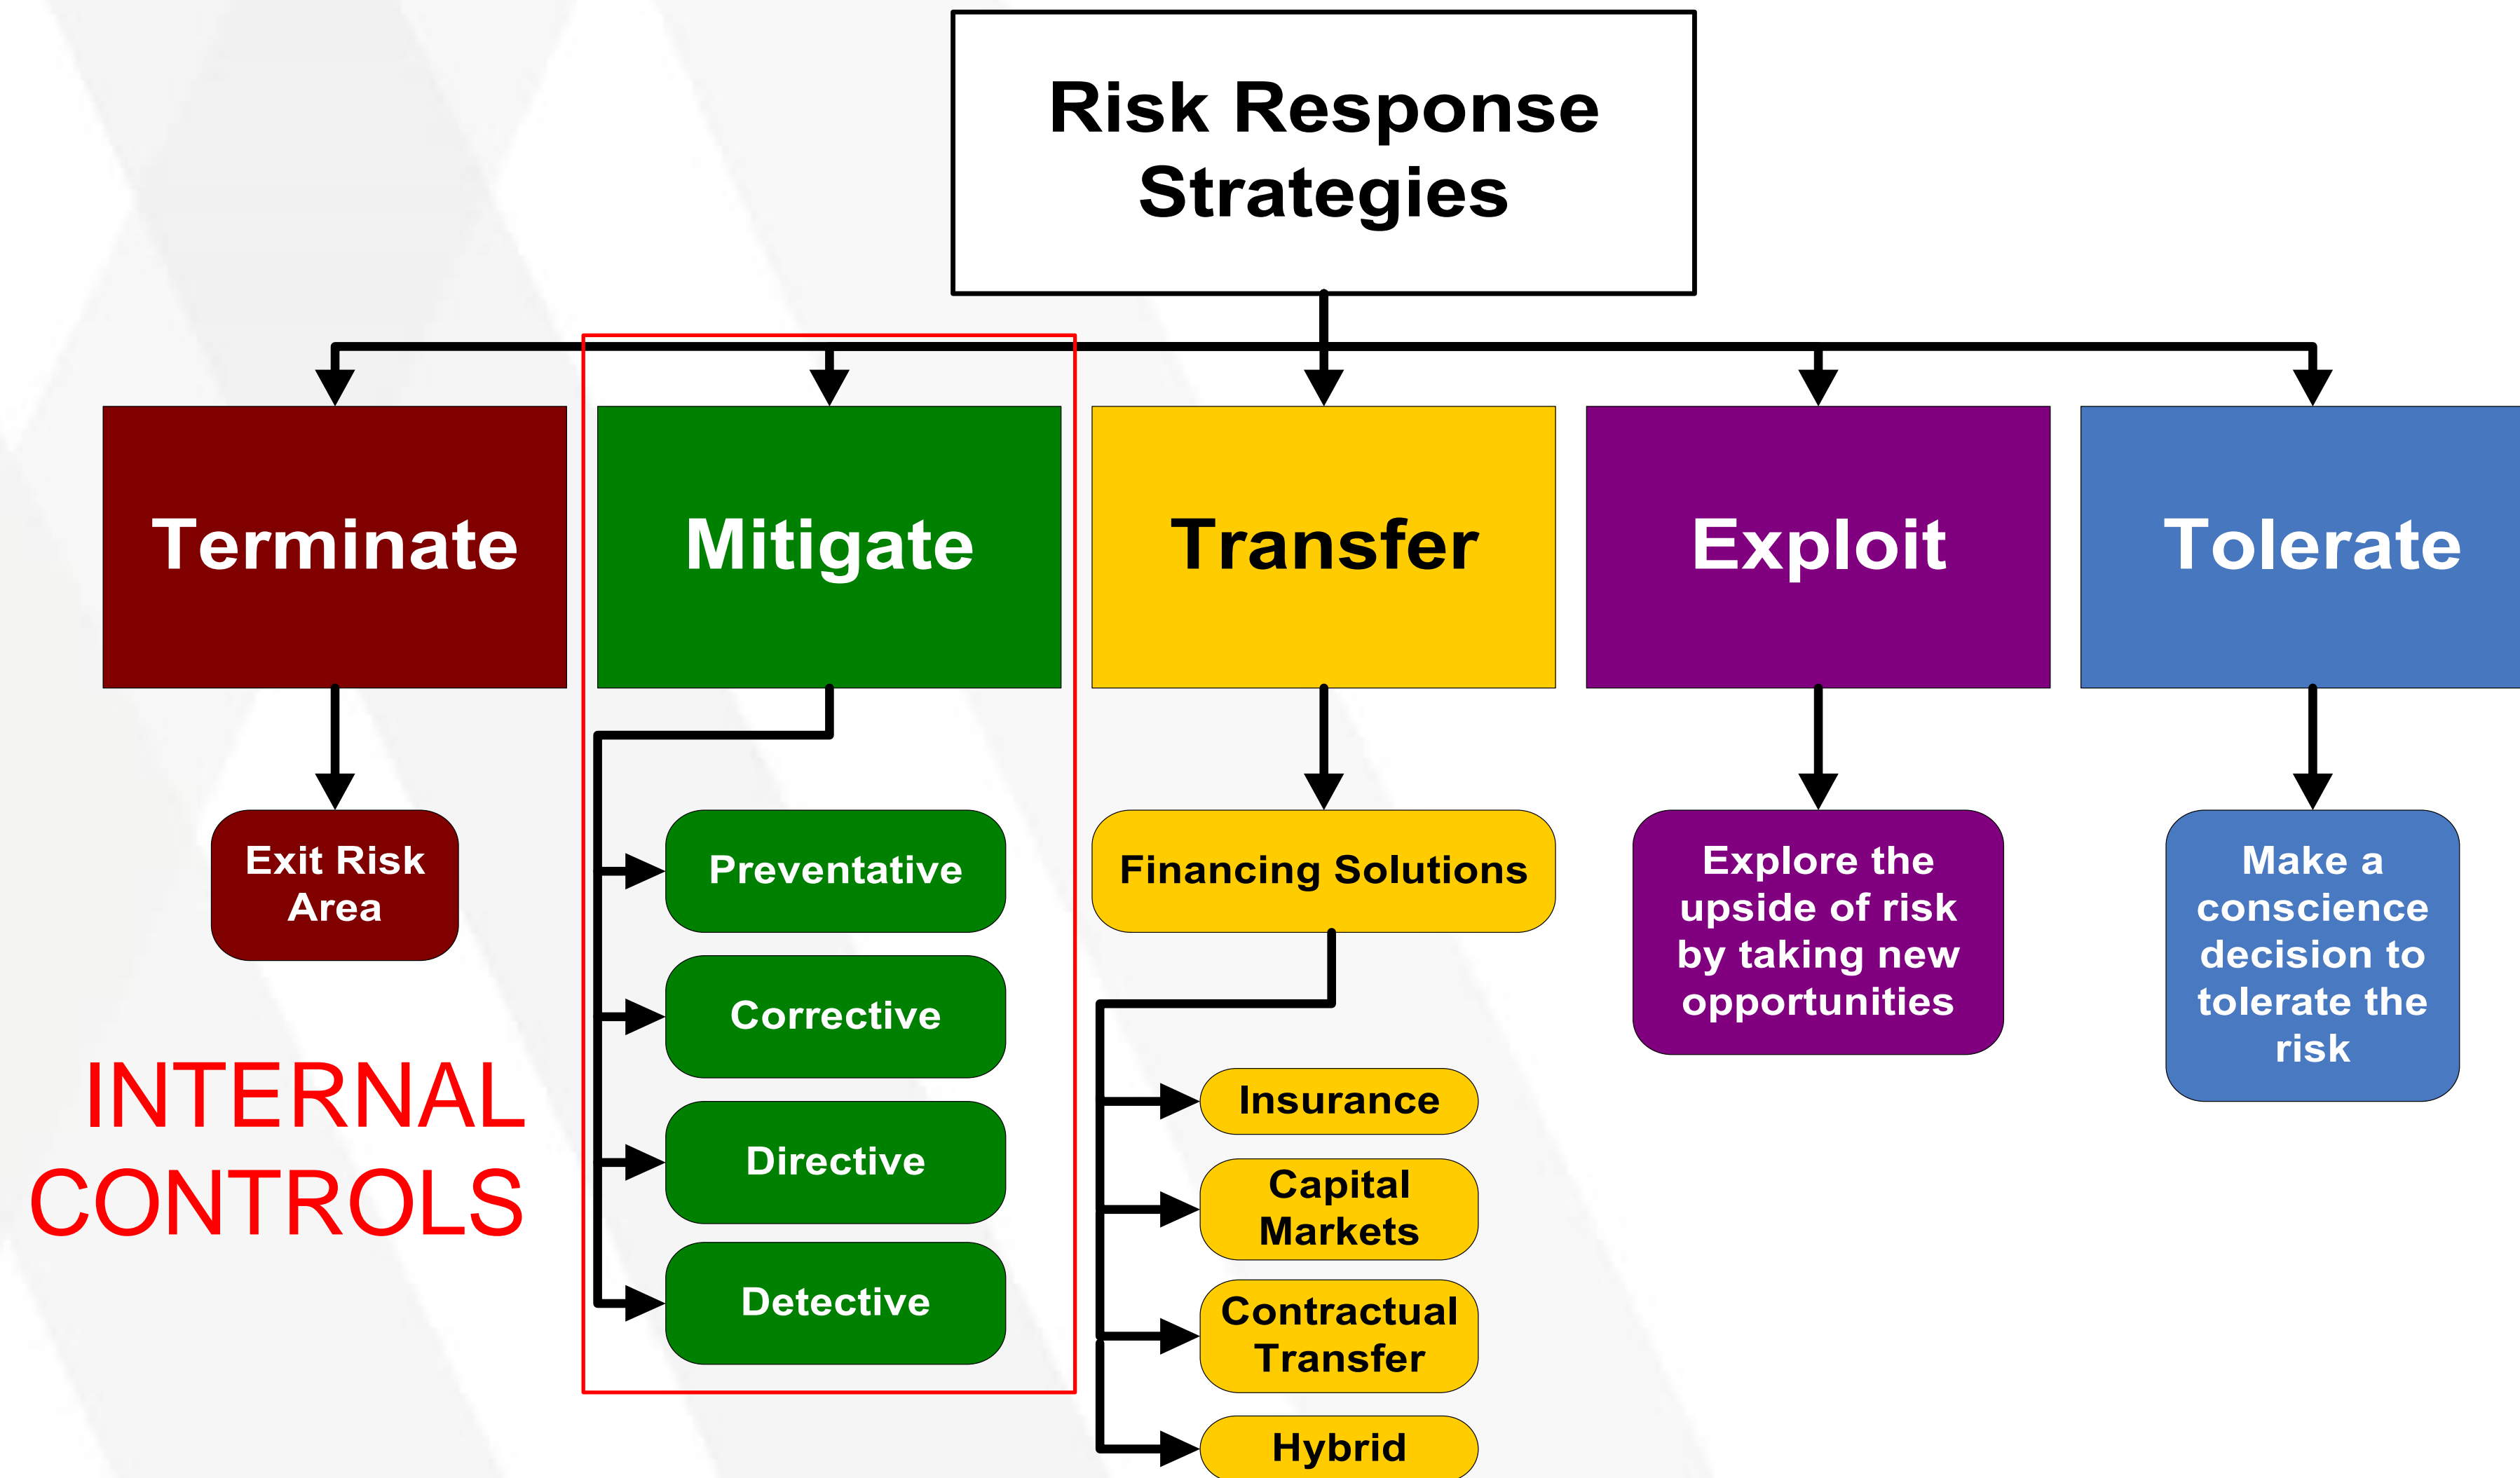 Risk Response
Strategies
Terminate
Mitigate
Transfer
Exploit
Tolerate
Exit Risk
Area
Preventative
Corrective
Directive
Detective
Financing Solutions
Insurance
Capital
Markets
Contractual
Transfer
Hybrid
Explore the
upside of risk
by taking new
opportunities
Make a
conscience
decision to
tolerate the
risk
INTERNAL
CONTROLS